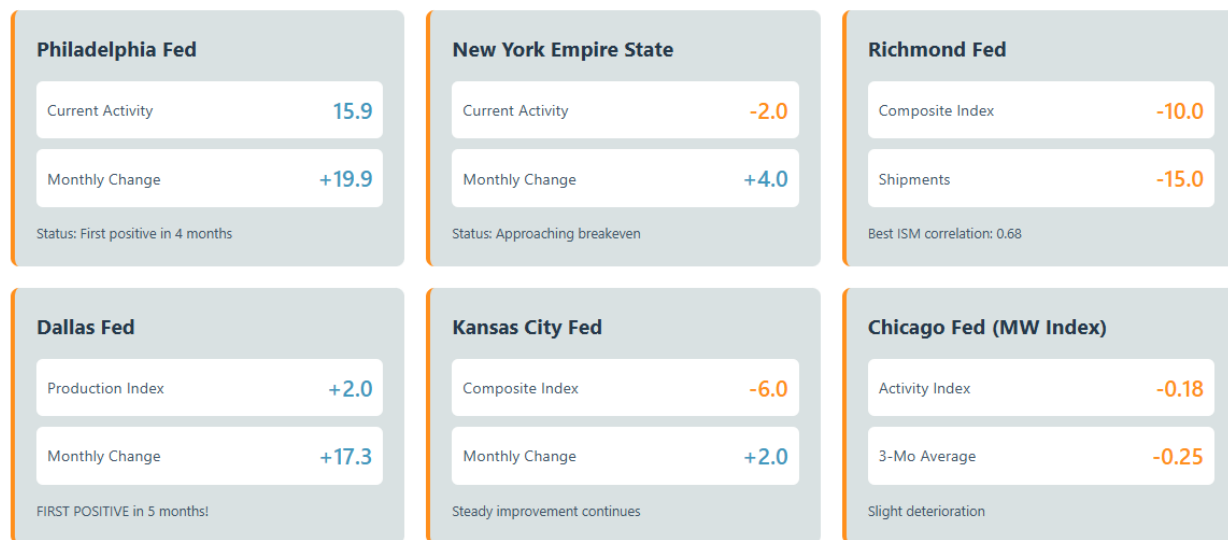 Philadelphia Fed
Current Activity 15.9
Monthly Change +19.9
Status: First positive in 4 months
New York Empire State
Current Activity -2.0
Monthly Change +4.0
Status: Approaching breakeven
Richmond Fed
Composite Index -10.0
Shipments -15.0
Best ISM correlation: 0.68
Dallas Fed
Production Index +2.0
Monthly Change +17.3
FIRST POSITIVE in 5 months!
Kansas City Fed
Composite Index -6.0
Monthly Change +2.0
Steady improvement continues
Chicago Fed (MW Index)
Activity Index -0.18
3-Mo Average -0.25
Slight deterioration